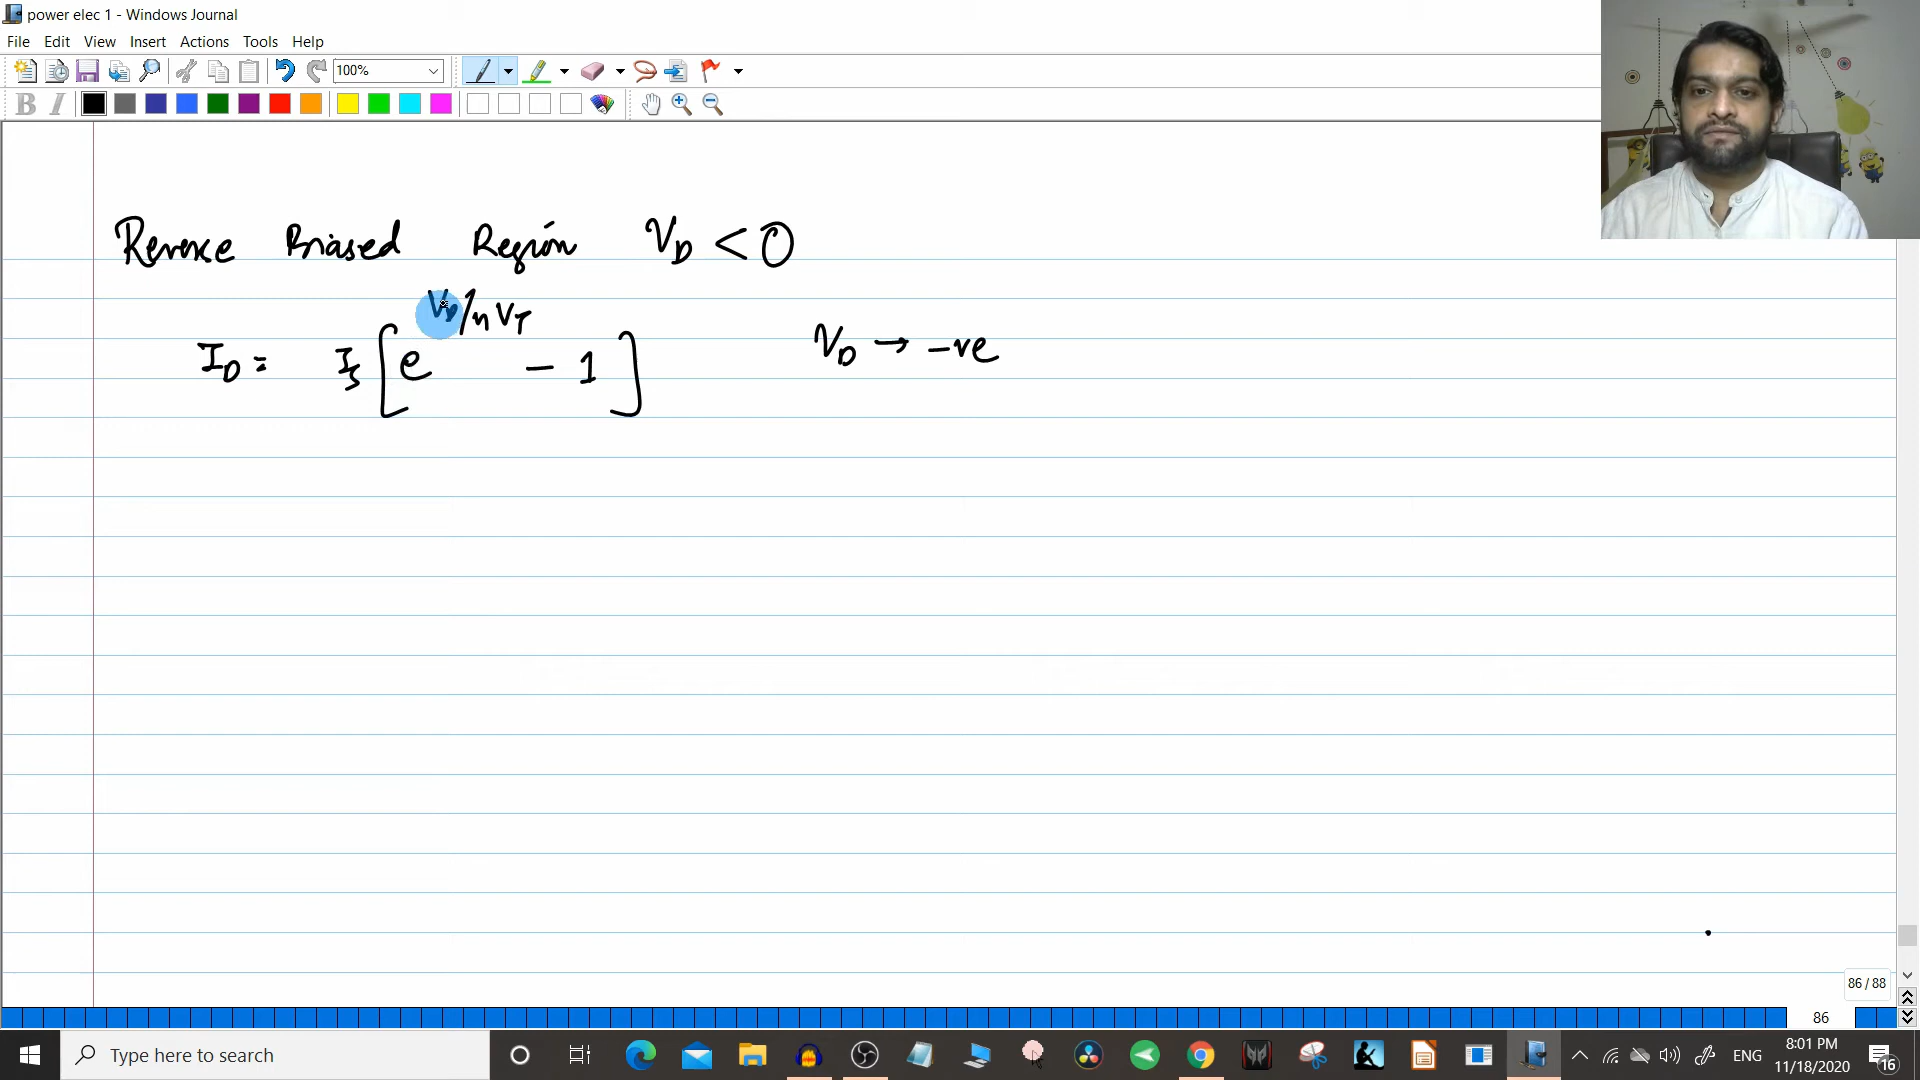 power elec 1 - Windows Journal
File Edit View Insert Actions Tools Help
100%
B I
Reverse Biased Region V_D < 0
I_D = I_S [e^{V_D/nV_T} - 1] V_D → -ve
86 / 88
86
Type here to search
ENG
8:01 PM
11/18/2020
16